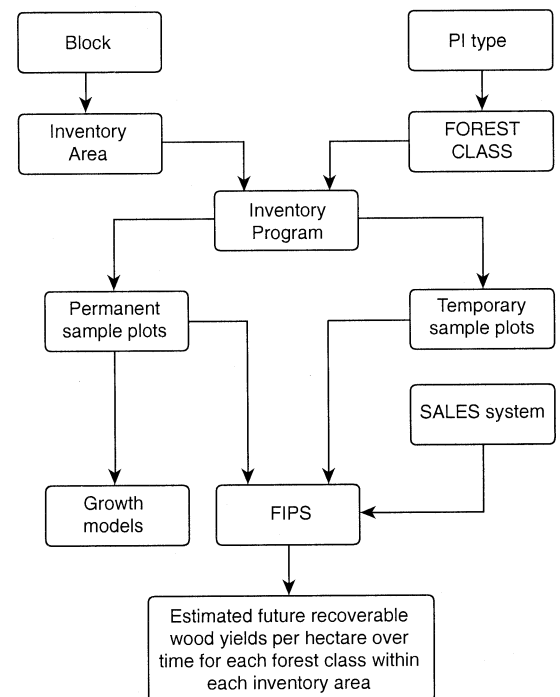 Block
PI type
Inventory
Area
FOREST
CLASS
Inventory
Program
Permanent
sample plots
Temporary
sample plots
SALES system
Growth
models
FIPS
Estimated future recoverable
wood yields per hectare over
time for each forest class within
each inventory area